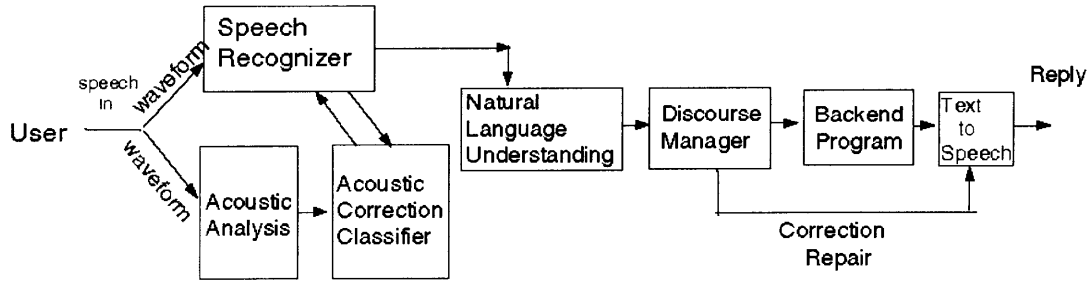 User
speech
in
waveform
waveform
Speech
Recognizer
Acoustic
Analysis
Acoustic
Correction
Classifier
Natural
Language
Understanding
Discourse
Manager
Backend
Program
Text
to
Speech
Reply
Correction
Repair